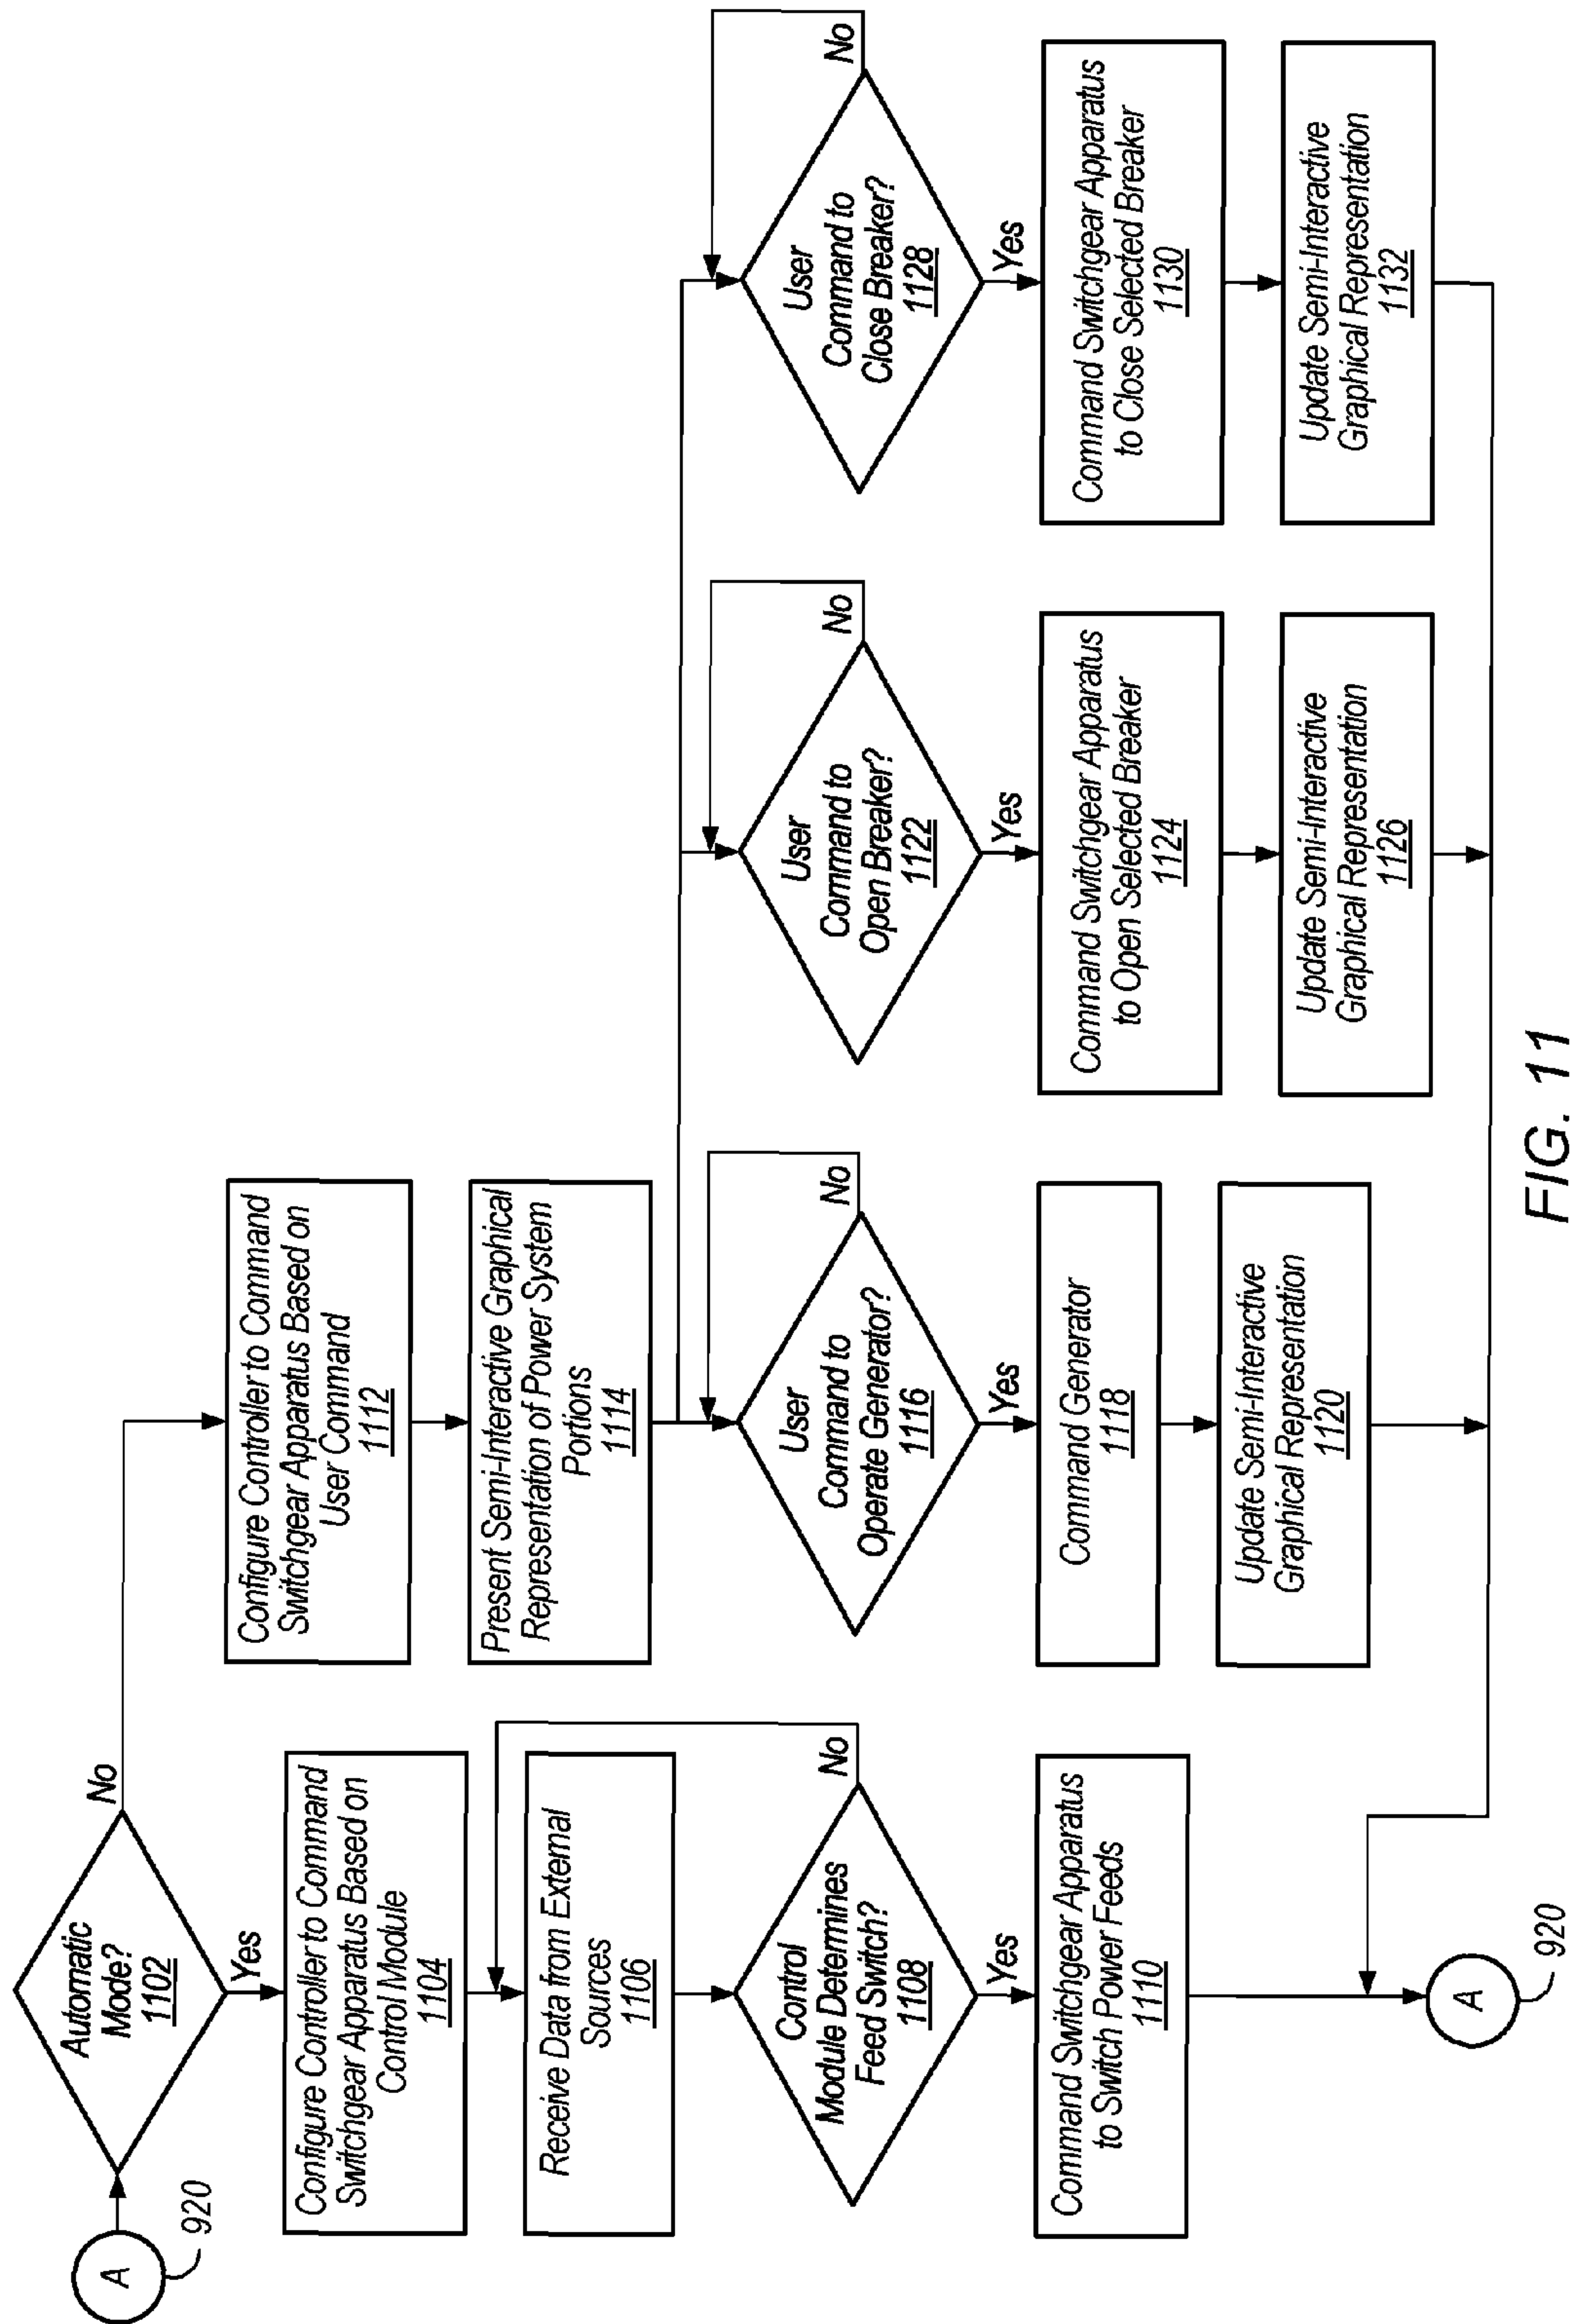 A
920
Automatic
Mode?
1102
No
Yes
Configure Controller to Command
Switchgear Apparatus Based on
Control Module
1104
Receive Data from External
Sources
1106
Control
Module Determines
Feed Switch?
1108
No
Yes
Command Switchgear Apparatus
to Switch Power Feeds
1110
A
920
Configure Controller to Command
Switchgear Apparatus Based on
User Command
1112
Present Semi-Interactive Graphical
Representation of Power System
Portions
1114
User
Command to
Operate Generator?
1116
No
Yes
Command Generator
1118
Update Semi-Interactive
Graphical Representation
1120
User
Command to
Open Breaker?
1122
No
Yes
Command Switchgear Apparatus
to Open Selected Breaker
1124
Update Semi-Interactive
Graphical Representation
1126
User
Command to
Close Breaker?
1128
No
Yes
Command Switchgear Apparatus
to Close Selected Breaker
1130
Update Semi-Interactive
Graphical Representation
1132
FIG. 11